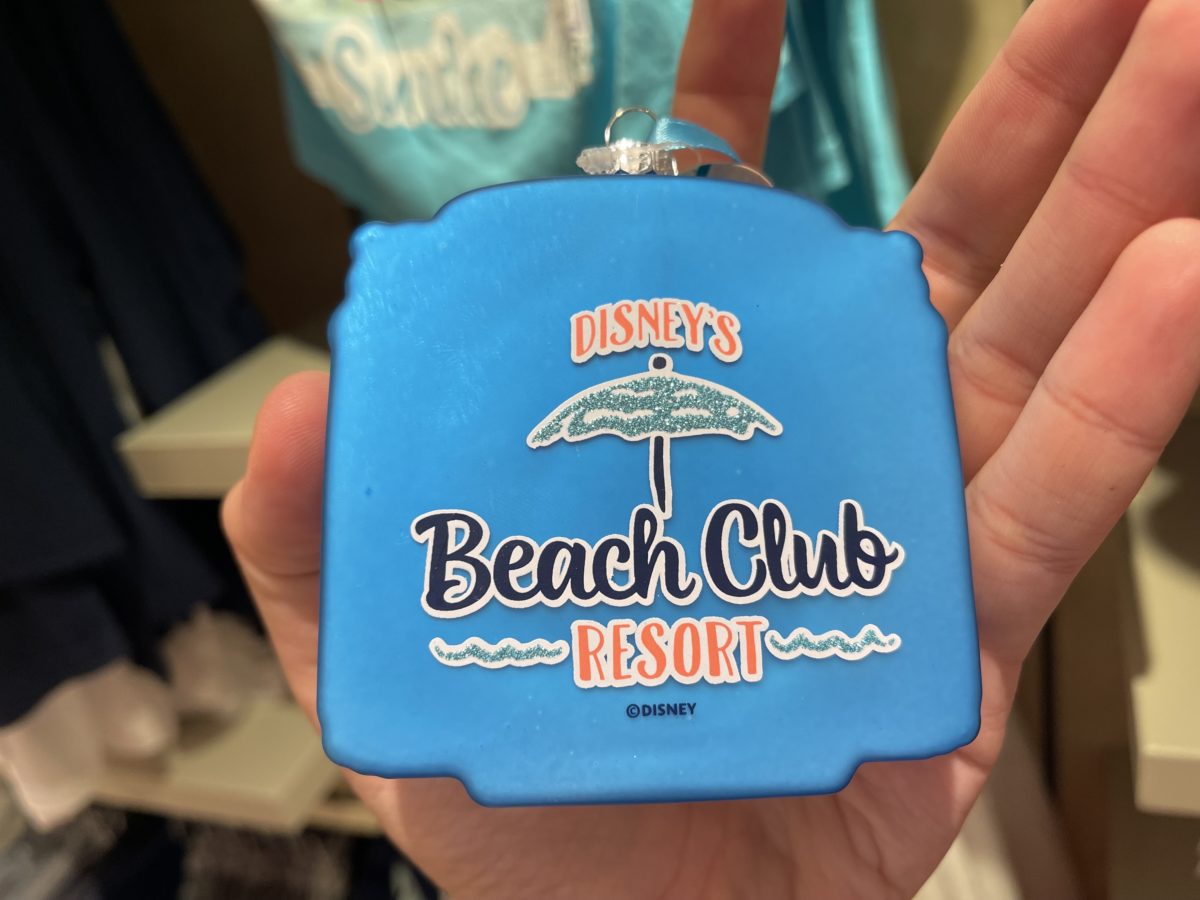 DISNEY'S
Beach Club
RESORT
©DISNEY